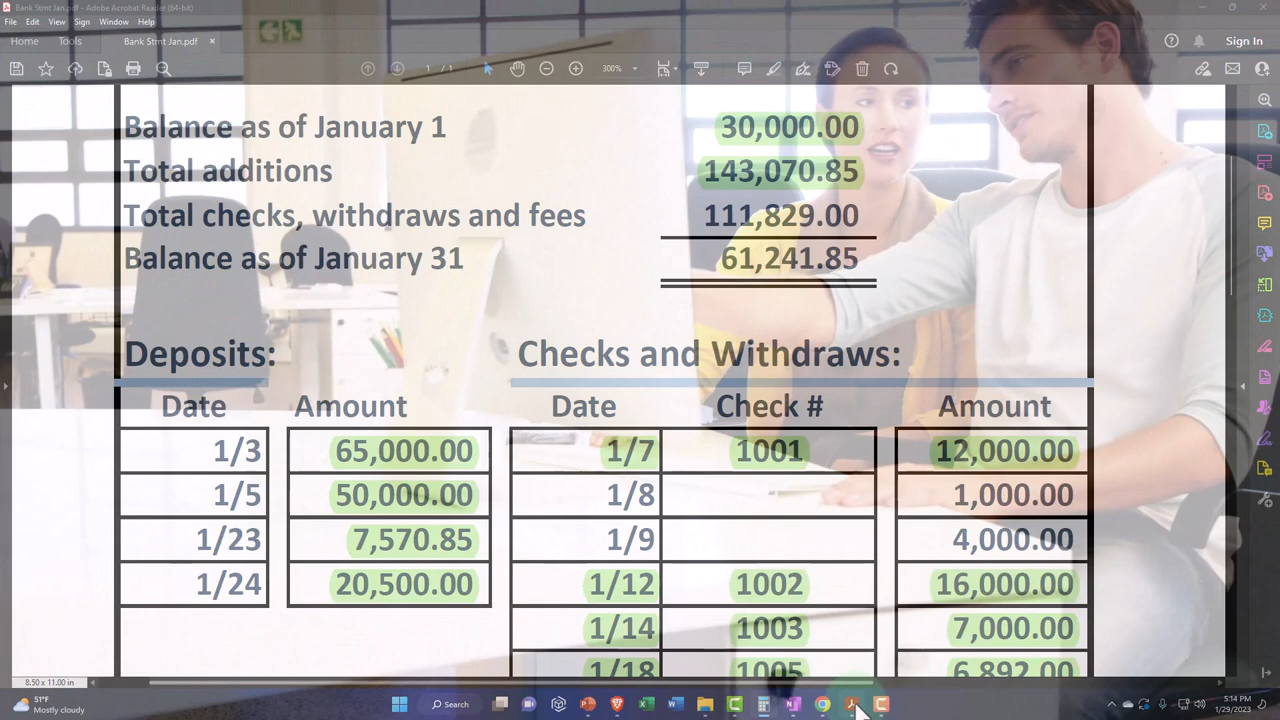 Bank Stmt Jan.pdf - Adobe Acrobat Reader (64-bit)
File Edit View Sign Window Help
Home Tools Bank Stmt Jan.pdf × Sign In
1 / 1 300%
Balance as of January 1 30,000.00
Total additions 143,070.85
Total checks, withdraws and fees 111,829.00
Balance as of January 31 61,241.85
Deposits: Checks and Withdraws:
Date Amount Date Check # Amount
1/3 65,000.00 1/7 1001 12,000.00
1/5 50,000.00 1/8 1,000.00
1/23 7,570.85 1/9 4,000.00
1/24 20,500.00 1/12 1002 16,000.00
1/14 1003 7,000.00
1/18 1005 6,892.00
8.50 x 11.00 in
51°F
Mostly cloudy
Search
5:14 PM
1/29/2023